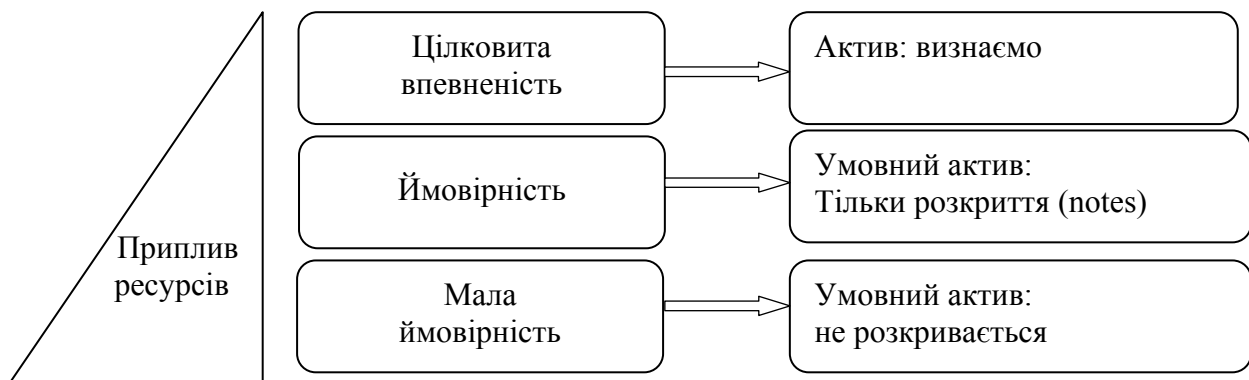 Цілковита
впевненість
Актив: визнаємо
Ймовірність
Умовний актив:
Тільки розкриття (notes)
Приплив
ресурсів
Мала
ймовірність
Умовний актив:
не розкривається